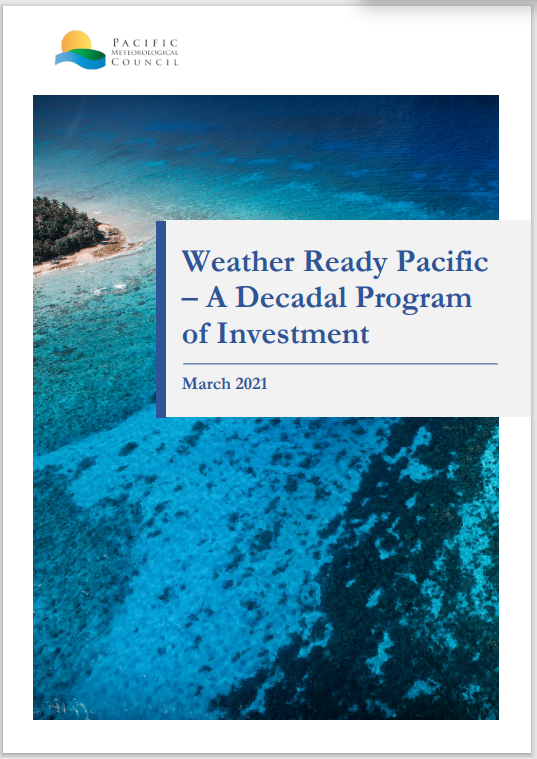 PACIFIC
METEOROLOGICAL
COUNCIL
Weather Ready Pacific
– A Decadal Program
of Investment
March 2021